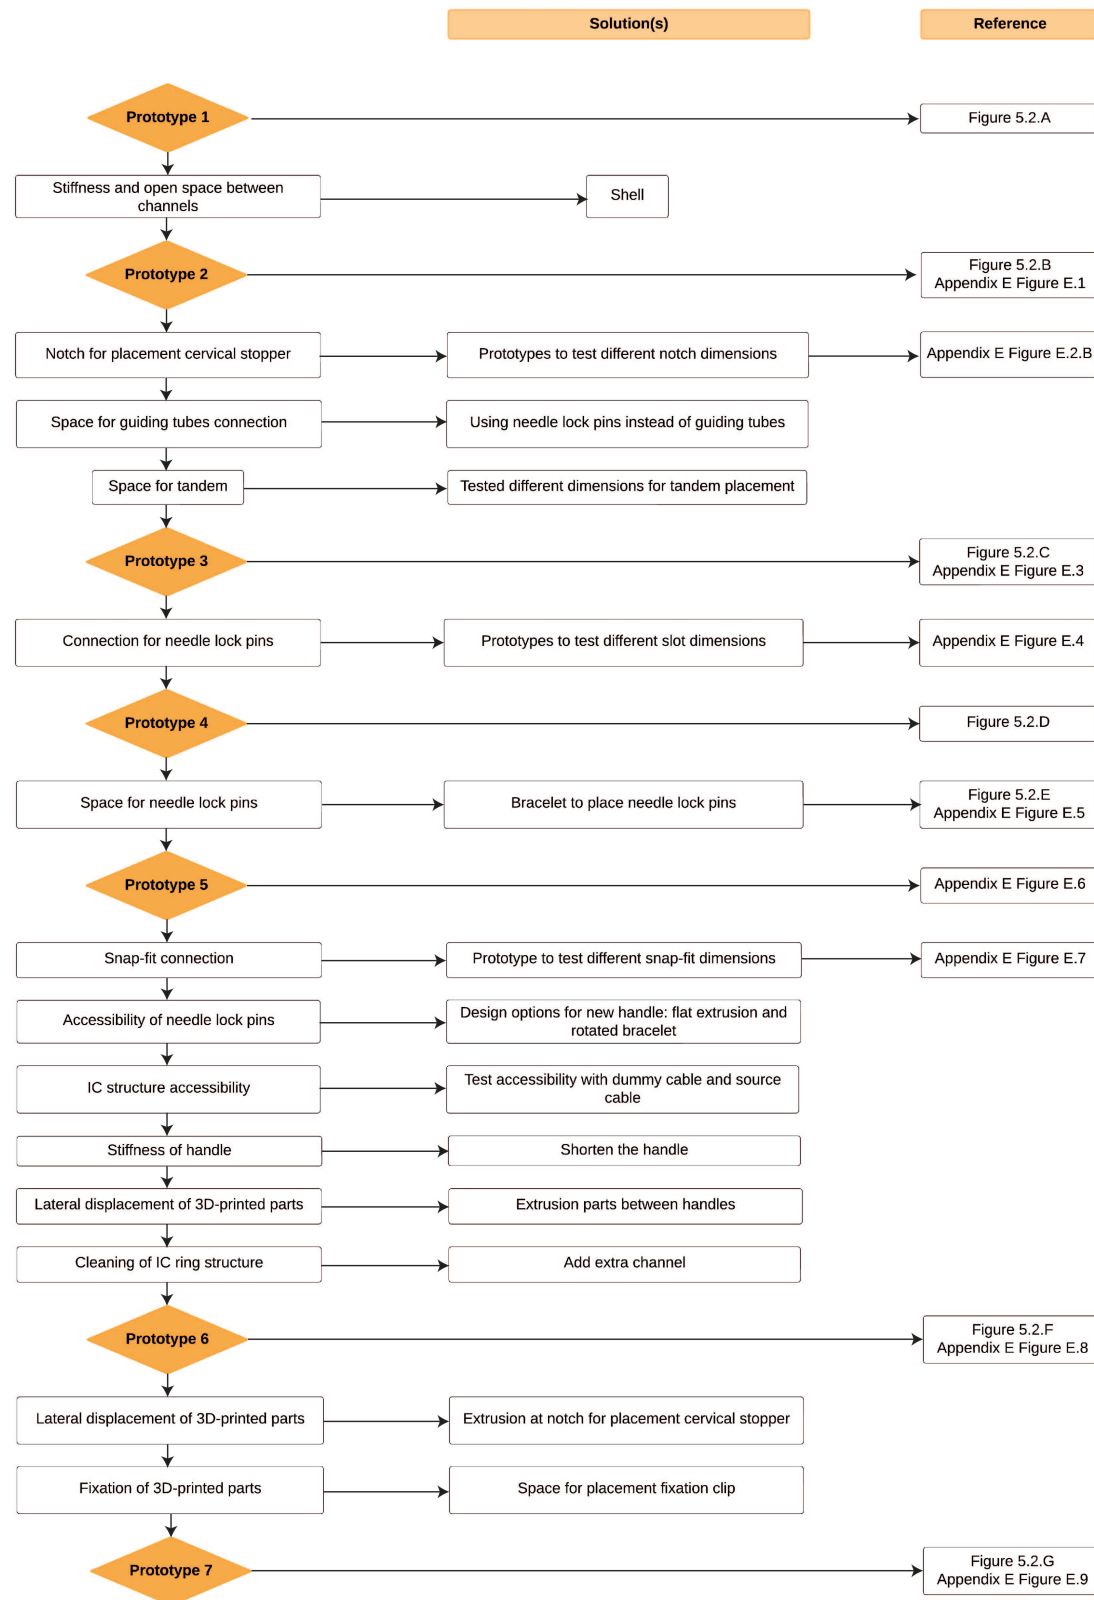 Solution(s)
Reference
Prototype 1
Figure 5.2.A
Stiffness and open space between
channels
Shell
Prototype 2
Figure 5.2.B
Appendix E Figure E.1
Notch for placement cervical stopper
Prototypes to test different notch dimensions
Appendix E Figure E.2.B
Space for guiding tubes connection
Using needle lock pins instead of guiding tubes
Space for tandem
Tested different dimensions for tandem placement
Prototype 3
Figure 5.2.C
Appendix E Figure E.3
Connection for needle lock pins
Prototypes to test different slot dimensions
Appendix E Figure E.4
Prototype 4
Figure 5.2.D
Space for needle lock pins
Bracelet to place needle lock pins
Figure 5.2.E
Appendix E Figure E.5
Prototype 5
Appendix E Figure E.6
Snap-fit connection
Prototype to test different snap-fit dimensions
Appendix E Figure E.7
Accessibility of needle lock pins
Design options for new handle: flat extrusion and
rotated bracelet
IC structure accessibility
Test accessibility with dummy cable and source
cable
Stiffness of handle
Shorten the handle
Lateral displacement of 3D-printed parts
Extrusion parts between handles
Cleaning of IC ring structure
Add extra channel
Prototype 6
Figure 5.2.F
Appendix E Figure E.8
Lateral displacement of 3D-printed parts
Extrusion at notch for placement cervical stopper
Fixation of 3D-printed parts
Space for placement fixation clip
Prototype 7
Figure 5.2.G
Appendix E Figure E.9